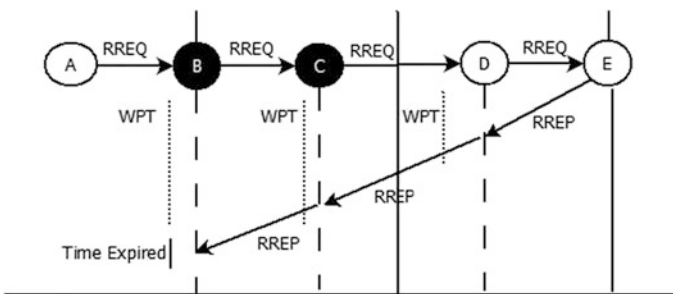 RREQ
RREQ
RREQ
RREQ
A
B
C
D
E
WPT
WPT
WPT
RREP
RREP
RREP
Time Expired